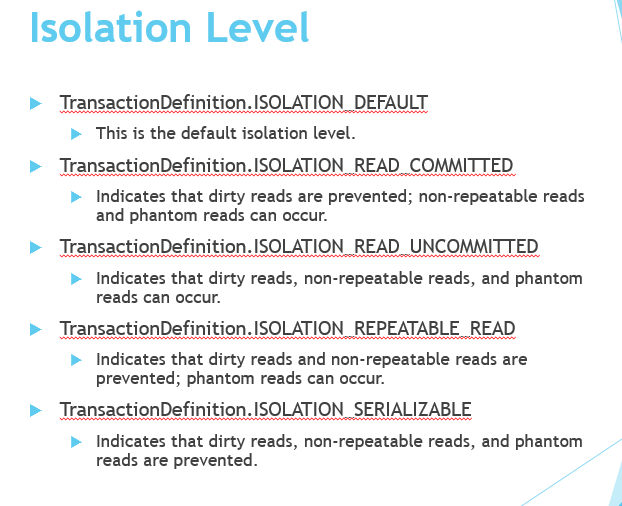 Isolation Level
TransactionDefinition.ISOLATION_DEFAULT
This is the default isolation level.
TransactionDefinition.ISOLATION_READ_COMMITTED
Indicates that dirty reads are prevented; non-repeatable reads
and phantom reads can occur.
TransactionDefinition.ISOLATION_READ_UNCOMMITTED
Indicates that dirty reads, non-repeatable reads, and phantom
reads can occur.
TransactionDefinition.ISOLATION_REPEATABLE_READ
Indicates that dirty reads and non-repeatable reads are
prevented; phantom reads can occur.
TransactionDefinition.ISOLATION_SERIALIZABLE
Indicates that dirty reads, non-repeatable reads, and phantom
reads are prevented.